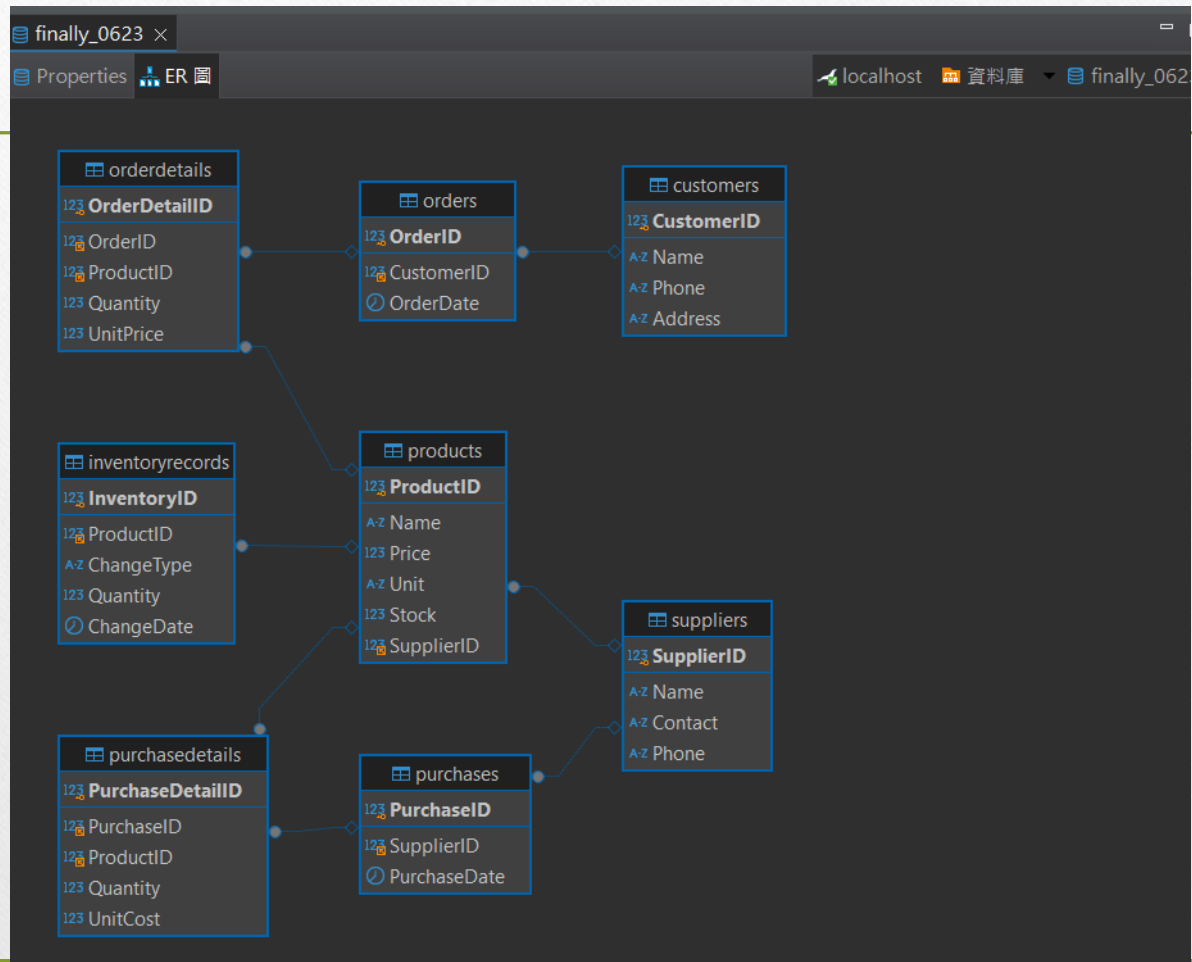 finally_0623
Properties
ER 圖
localhost
資料庫
finally_062
orderdetails
OrderDetailID
OrderID
ProductID
Quantity
UnitPrice
orders
OrderID
CustomerID
OrderDate
customers
CustomerID
Name
Phone
Address
inventoryrecords
InventoryID
ProductID
ChangeType
Quantity
ChangeDate
products
ProductID
Name
Price
Unit
Stock
SupplierID
suppliers
SupplierID
Name
Contact
Phone
purchasedetails
PurchaseDetailID
PurchaseID
ProductID
Quantity
UnitCost
purchases
PurchaseID
SupplierID
PurchaseDate